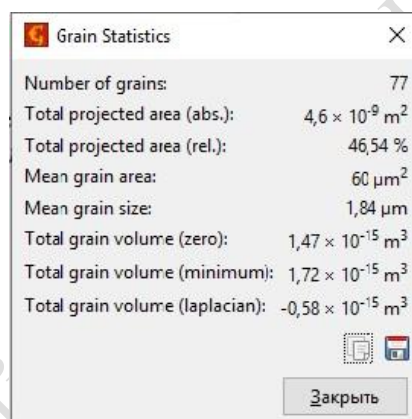 Grain Statistics
Number of grains: 77
Total projected area (abs.): 4,6 × 10⁻⁹ m²
Total projected area (rel.): 46,54 %
Mean grain area: 60 µm²
Mean grain size: 1,84 µm
Total grain volume (zero): 1,47 × 10⁻¹⁵ m³
Total grain volume (minimum): 1,72 × 10⁻¹⁵ m³
Total grain volume (laplacian): -0,58 × 10⁻¹⁵ m³
Закрыть